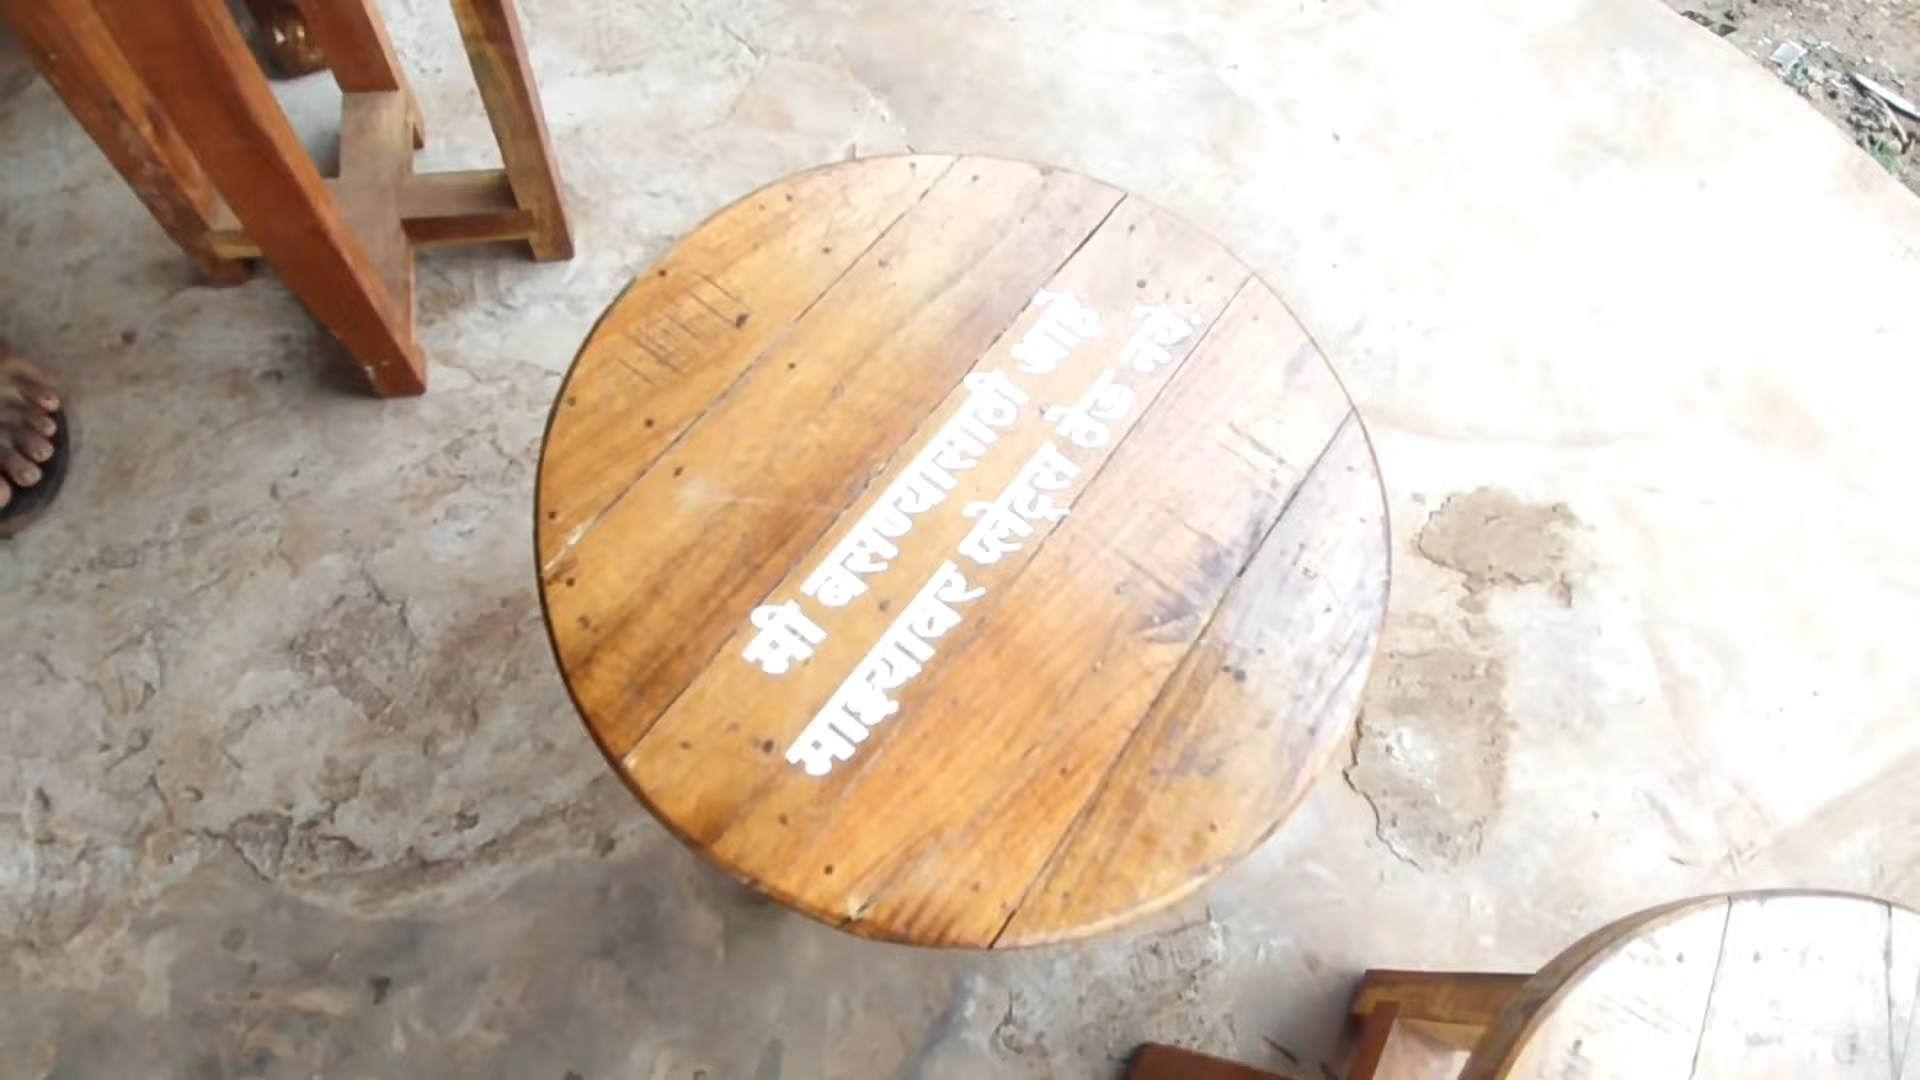 मी बसण्यासाठी आहे
माझ्यावर प्लेट्स ठेऊ नये